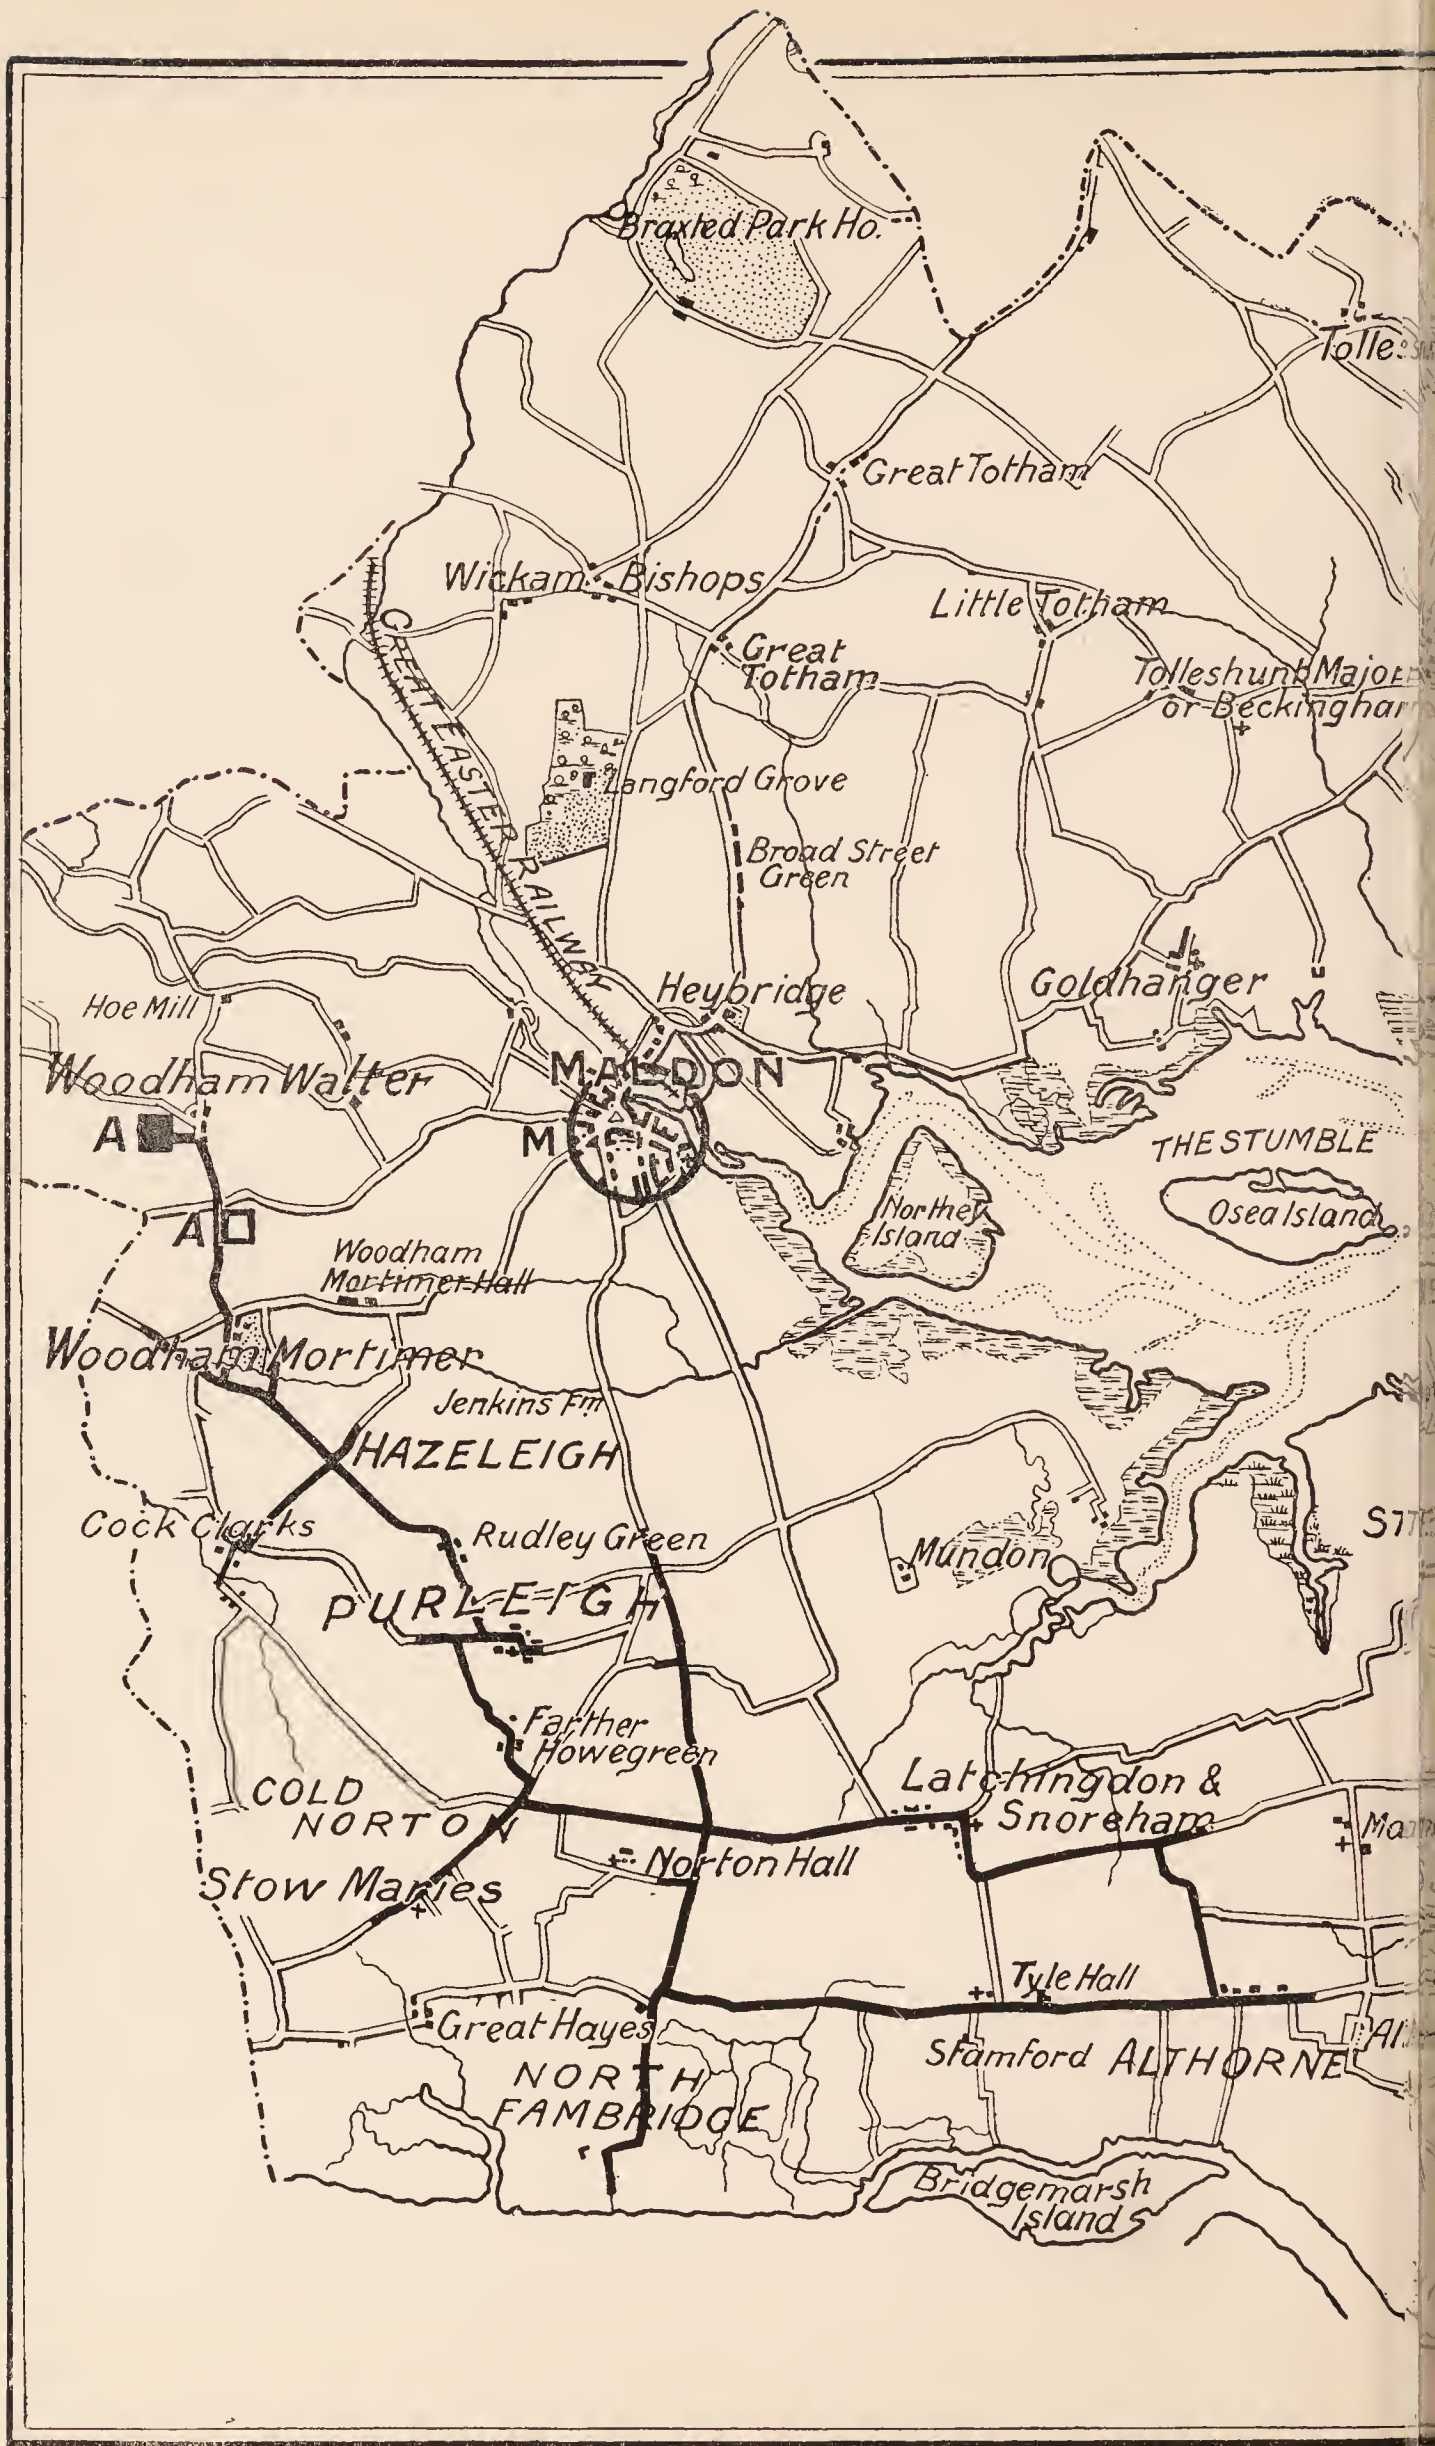 Braxted Park Ho.
Great Totham
Wickam Bishops
Little Totham
Great
Totham
Tolleshunt Major
or Beckingham
GREAT EASTER RAILWAY
Langford Grove
Broad Street
Green
Hoe Mill
Heybridge
Goldhanger
Woodham Walter
MALDON
A
M
THE STUMBLE
A
Northey
Island
Osea Island
Woodham
Mortimer Hall
Woodham Mortimer
Jenkins Fm
HAZELEIGH
Cock Clarks
Rudley Green
Mundon
PURLEIGH
Farther
Howegreen
COLD
NORTON
Latchingdon &
Snoreham
Norton Hall
Stow Maries
Tyle Hall
Great Hayes
Stamford
ALTHORNE
NORTH
FAMBRIDGE
Bridgemarsh
Island